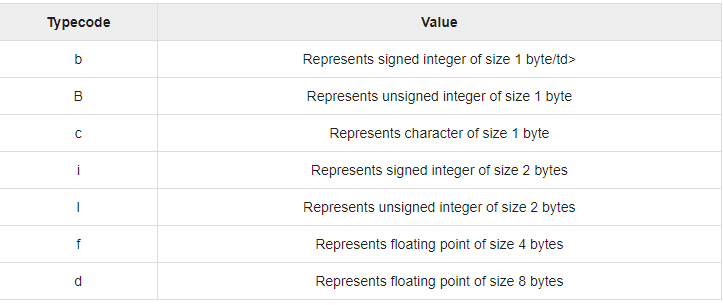 Typecode Value
b Represents signed integer of size 1 byte/td>
B Represents unsigned integer of size 1 byte
c Represents character of size 1 byte
i Represents signed integer of size 2 bytes
I Represents unsigned integer of size 2 bytes
f Represents floating point of size 4 bytes
d Represents floating point of size 8 bytes